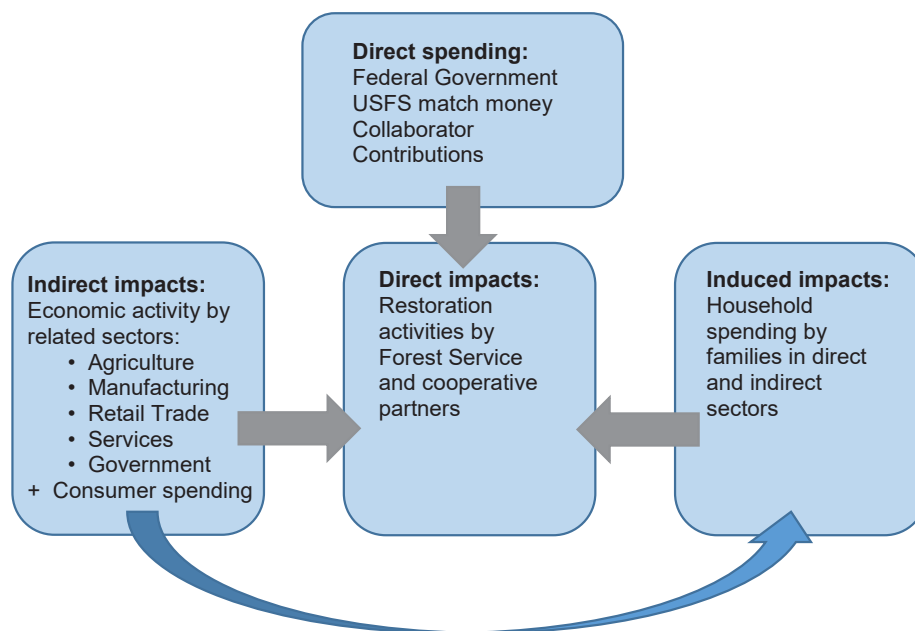 Direct spending:
Federal Government
USFS match money
Collaborator
Contributions
Indirect impacts:
Economic activity by
related sectors:
• Agriculture
• Manufacturing
• Retail Trade
• Services
• Government
+ Consumer spending
Direct impacts:
Restoration
activities by
Forest Service
and cooperative
partners
Induced impacts:
Household
spending by
families in direct
and indirect
sectors